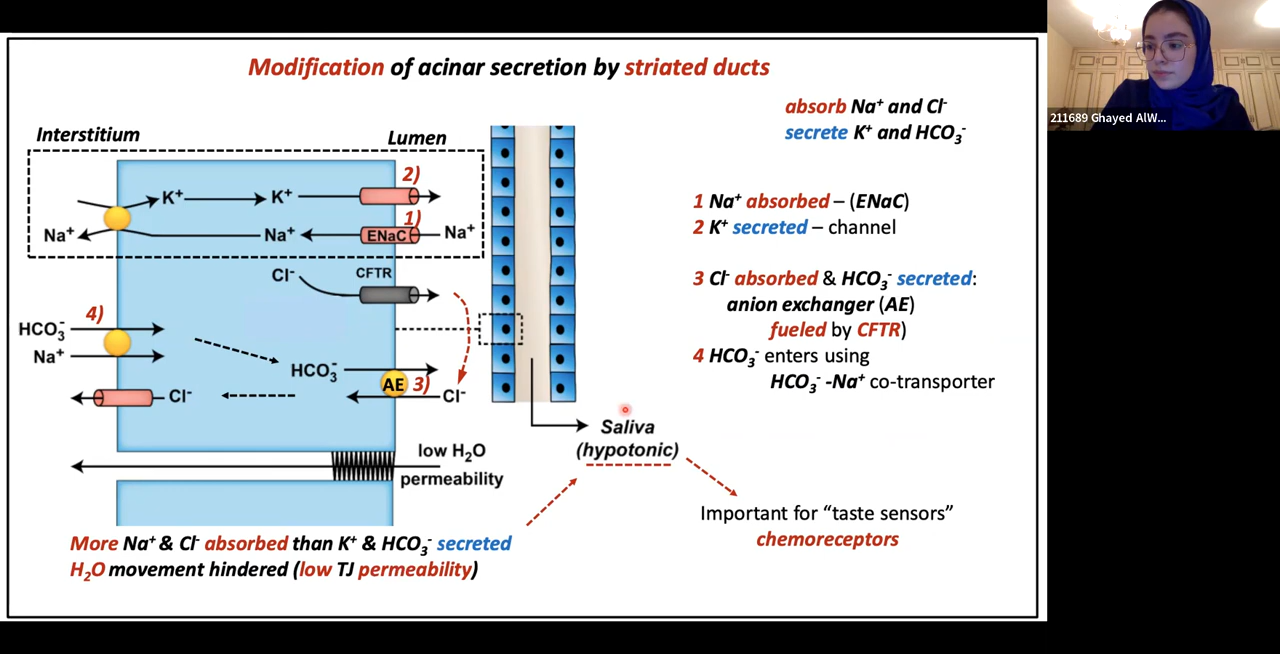 Modification of acinar secretion by striated ducts
absorb Na⁺ and Cl⁻
secrete K⁺ and HCO₃⁻
Interstitium
Lumen
2)
K⁺
K⁺
1)
Na⁺
Na⁺
ENaC
Na⁺
Cl⁻
CFTR
4)
HCO₃⁻
Na⁺
HCO₃⁻
AE
3)
Cl⁻
Cl⁻
low H₂O
permeability
Saliva
(hypotonic)
1 Na⁺ absorbed – (ENaC)
2 K⁺ secreted – channel
3 Cl⁻ absorbed & HCO₃⁻ secreted:
anion exchanger (AE)
fueled by CFTR)
4 HCO₃⁻ enters using
HCO₃⁻ -Na⁺ co-transporter
Important for “taste sensors”
chemoreceptors
More Na⁺ & Cl⁻ absorbed than K⁺ & HCO₃⁻ secreted
H₂O movement hindered (low TJ permeability)
211689 Ghayed AlW...